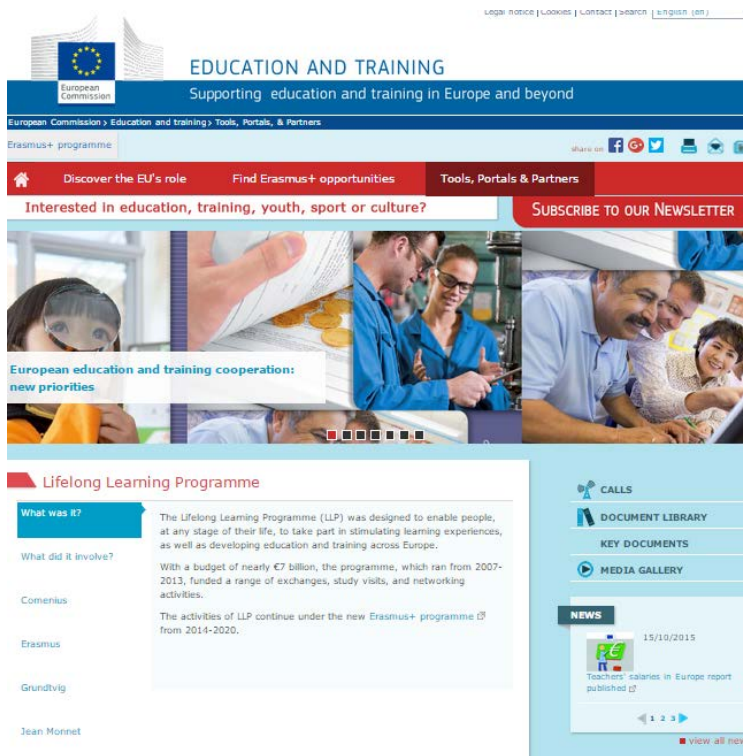 Legal notice | Cookies | Contact | Search | English (en)
European
Commission
EDUCATION AND TRAINING
Supporting education and training in Europe and beyond
European Commission > Education and training > Tools, Portals, & Partners
Erasmus+ programme
share on
Discover the EU's role Find Erasmus+ opportunities Tools, Portals & Partners
Interested in education, training, youth, sport or culture?
SUBSCRIBE TO OUR NEWSLETTER
European education and training cooperation:
new priorities
Lifelong Learning Programme
What was it?
What did it involve?
Comenius
Erasmus
Grundtvig
Jean Monnet
The Lifelong Learning Programme (LLP) was designed to enable people,
at any stage of their life, to take part in stimulating learning experiences,
as well as developing education and training across Europe.
With a budget of nearly €7 billion, the programme, which ran from 2007-
2013, funded a range of exchanges, study visits, and networking
activities.
The activities of LLP continue under the new Erasmus+ programme
from 2014-2020.
CALLS
DOCUMENT LIBRARY
KEY DOCUMENTS
MEDIA GALLERY
NEWS
15/10/2015
Teachers' salaries in Europe report
published
1 2 3
view all